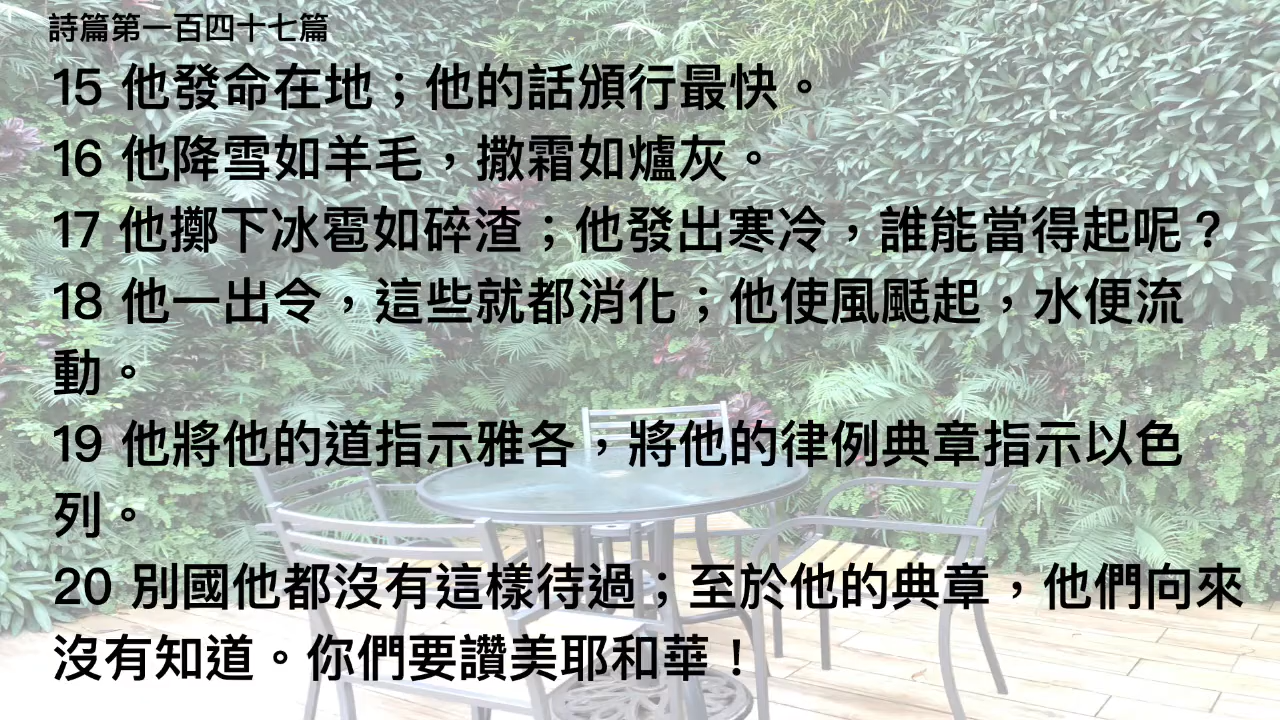 詩篇第一百四十七篇
15 他發命在地；他的話頒行最快。
16 他降雪如羊毛，撒霜如爐灰。
17 他擲下冰雹如碎渣；他發出寒冷，誰能當得起呢？
18 他一出令，這些就都消化；他使風颳起，水便流
動。
19 他將他的道指示雅各，將他的律例典章指示以色
列。
20 別國他都沒有這樣待過；至於他的典章，他們向來
沒有知道。你們要讚美耶和華！